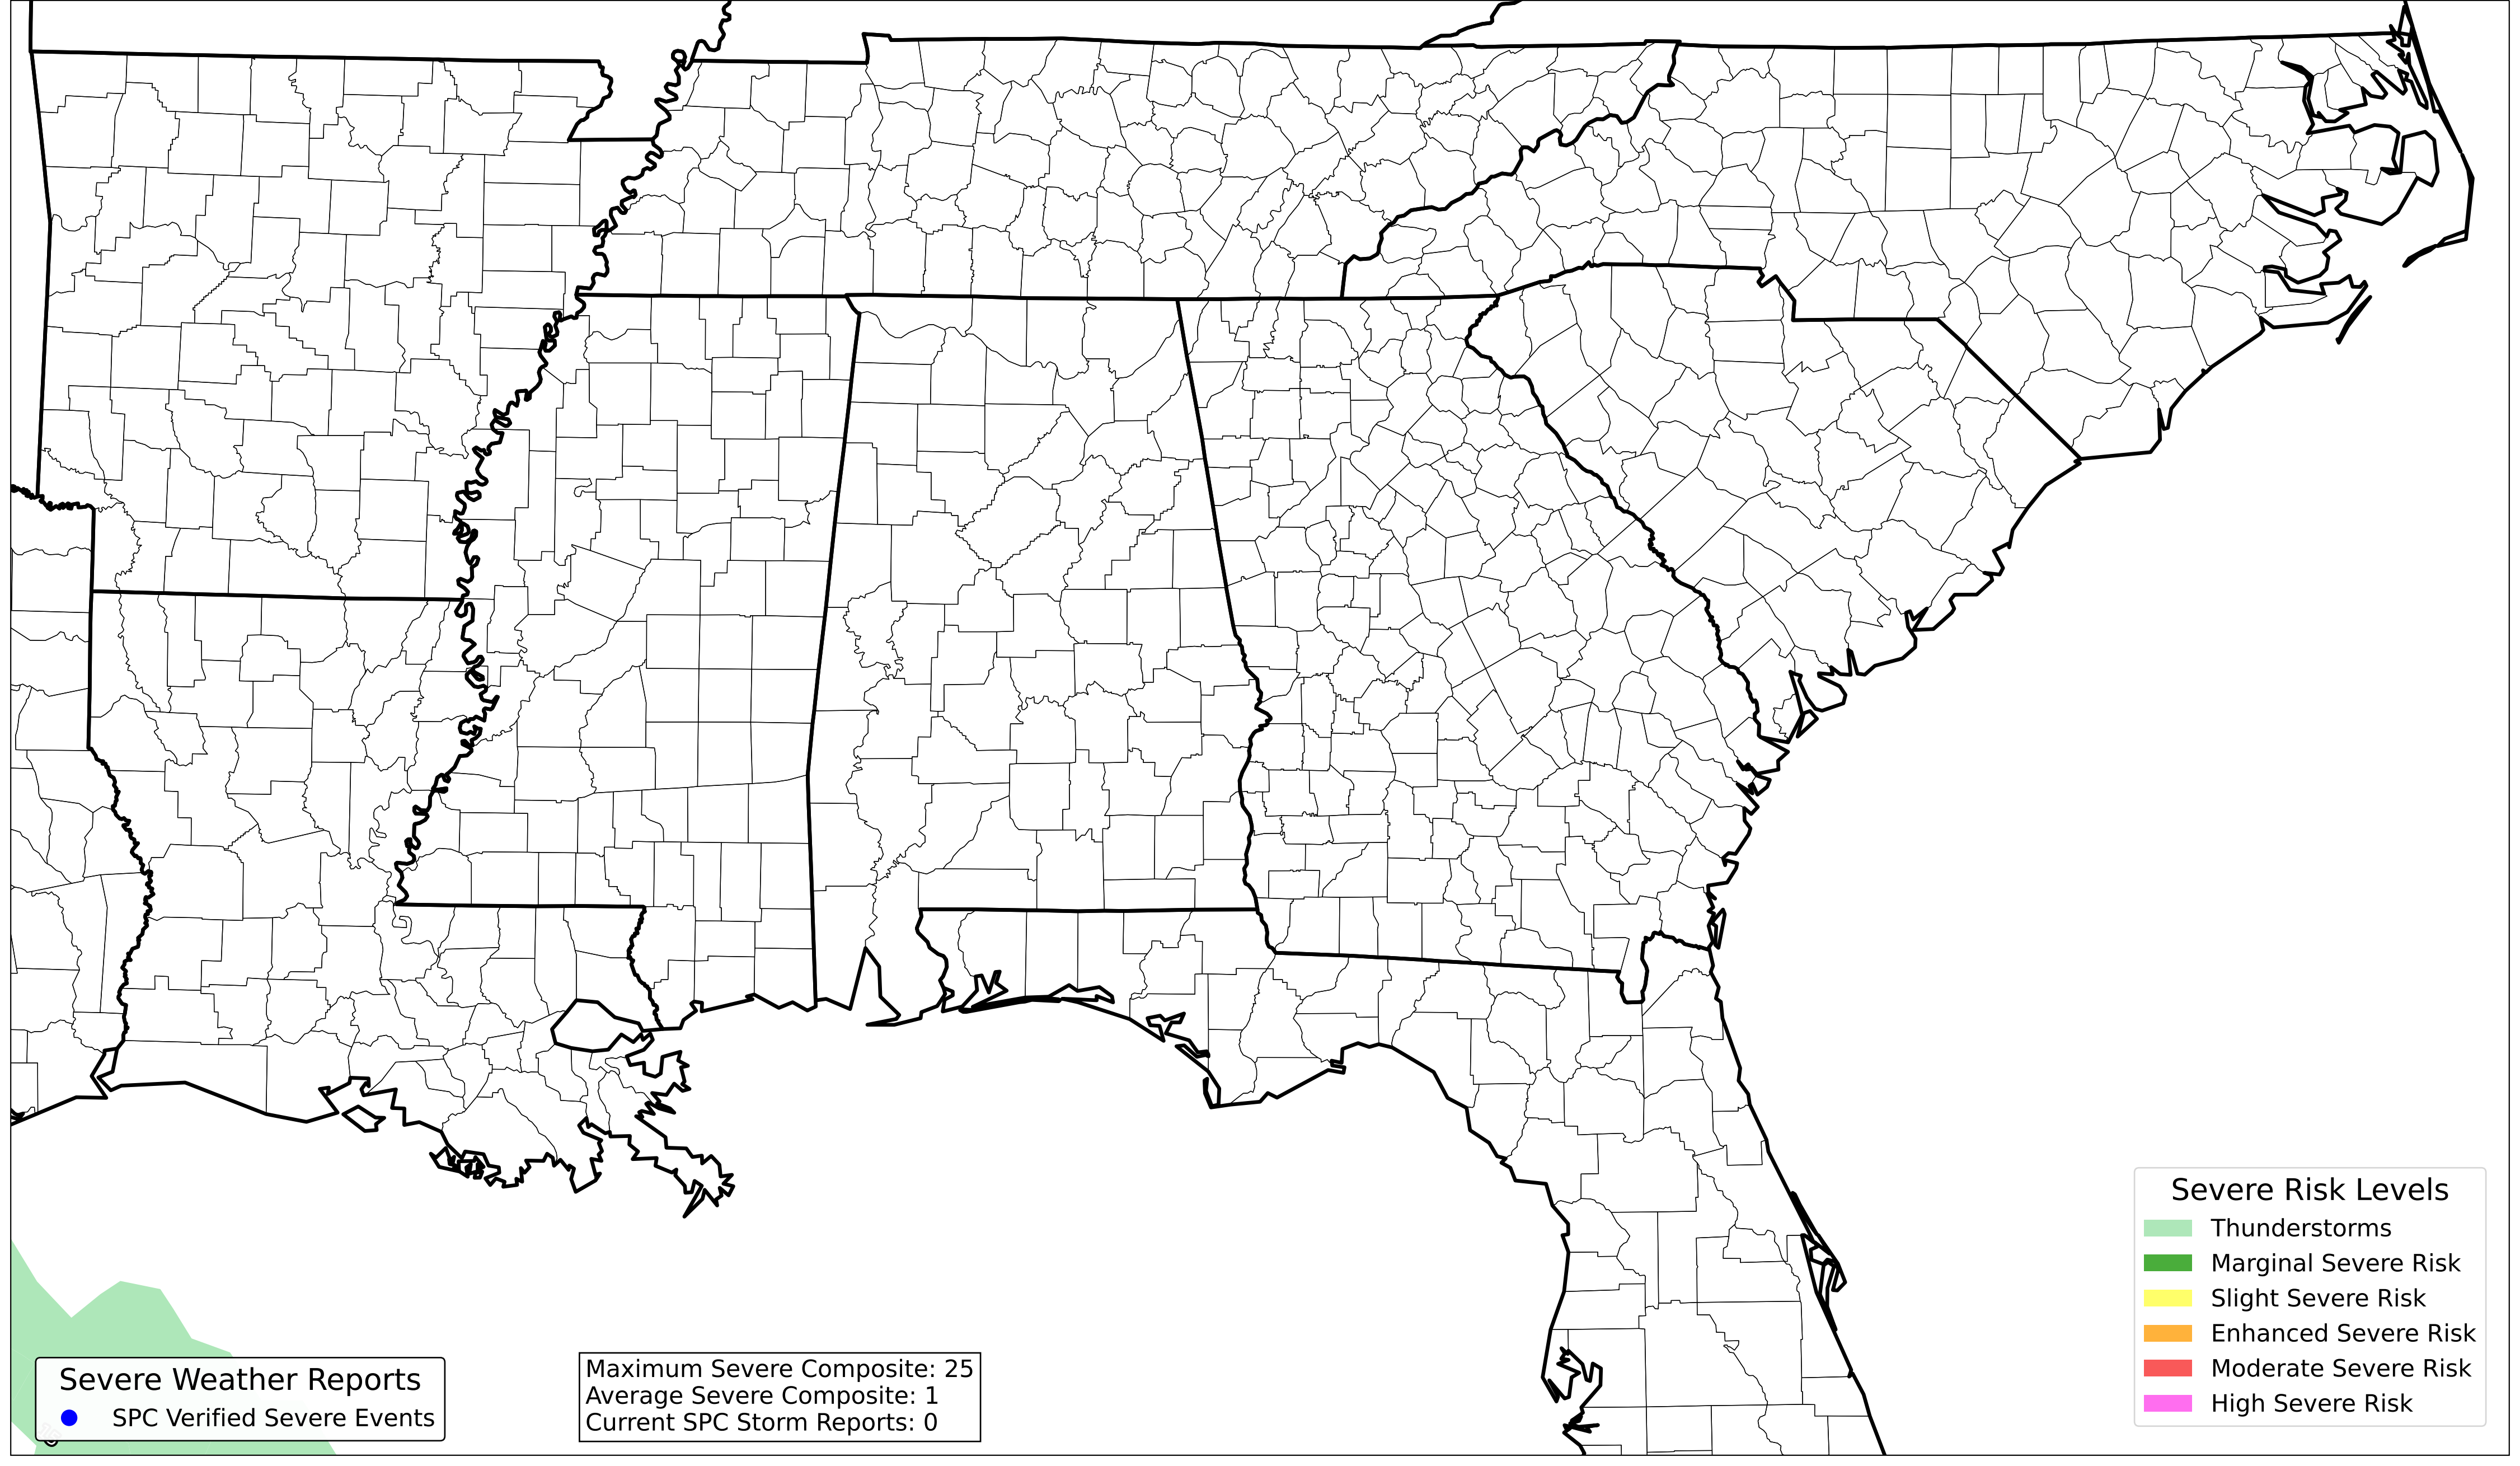 Severe Risk Levels
Thunderstorms
Marginal Severe Risk
Slight Severe Risk
Enhanced Severe Risk
Moderate Severe Risk
High Severe Risk
Severe Weather Reports
SPC Verified Severe Events
Maximum Severe Composite: 25
Average Severe Composite: 1
Current SPC Storm Reports: 0